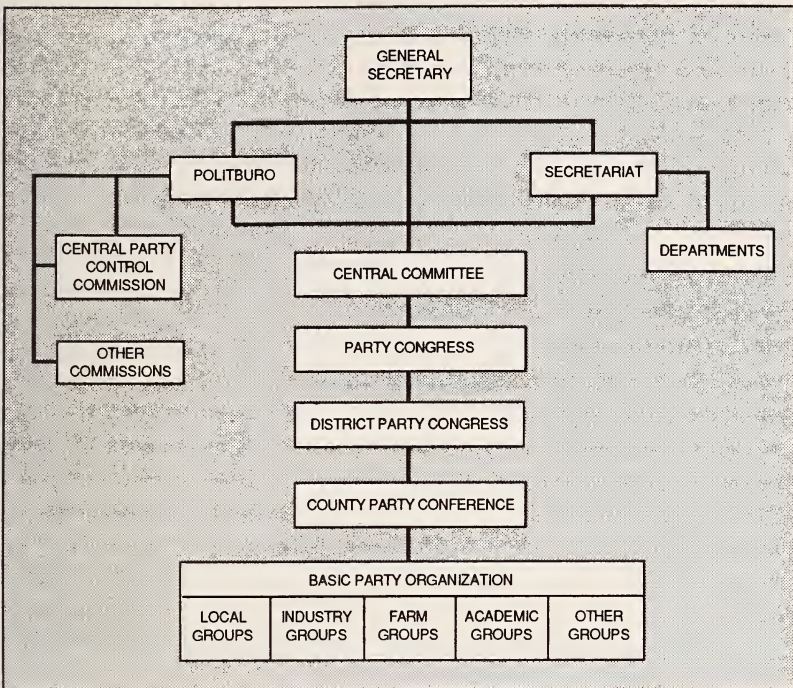 GENERAL
SECRETARY
POLITBURO
SECRETARIAT
CENTRAL PARTY
CONTROL
COMMISSION
DEPARTMENTS
CENTRAL COMMITTEE
OTHER
COMMISSIONS
PARTY CONGRESS
DISTRICT PARTY CONGRESS
COUNTY PARTY CONFERENCE
BASIC PARTY ORGANIZATION
LOCAL
GROUPS
INDUSTRY
GROUPS
FARM
GROUPS
ACADEMIC
GROUPS
OTHER
GROUPS